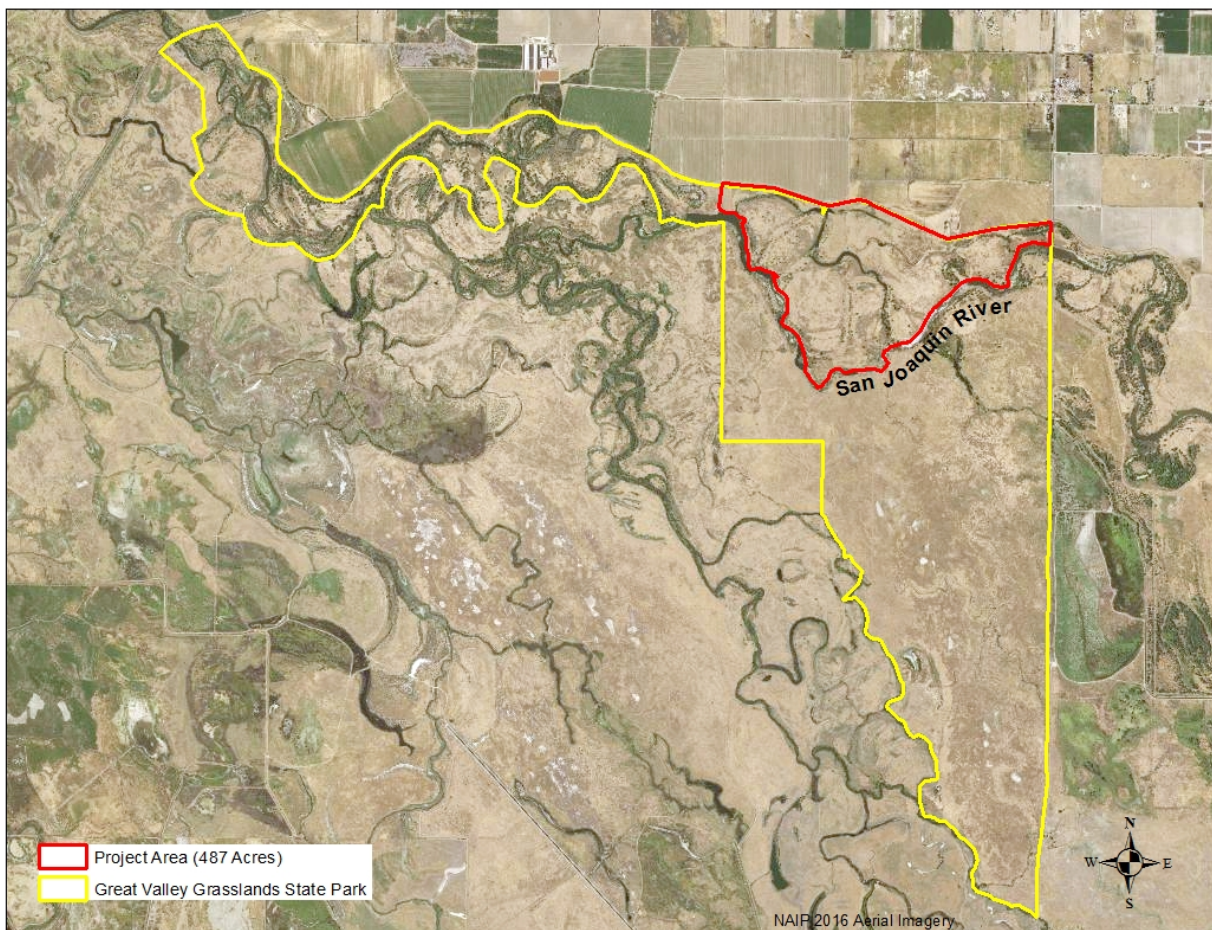 San Joaquin River
Project Area (487 Acres)
Great Valley Grasslands State Park
N
W E
S
NAIP 2016 Aerial Imagery